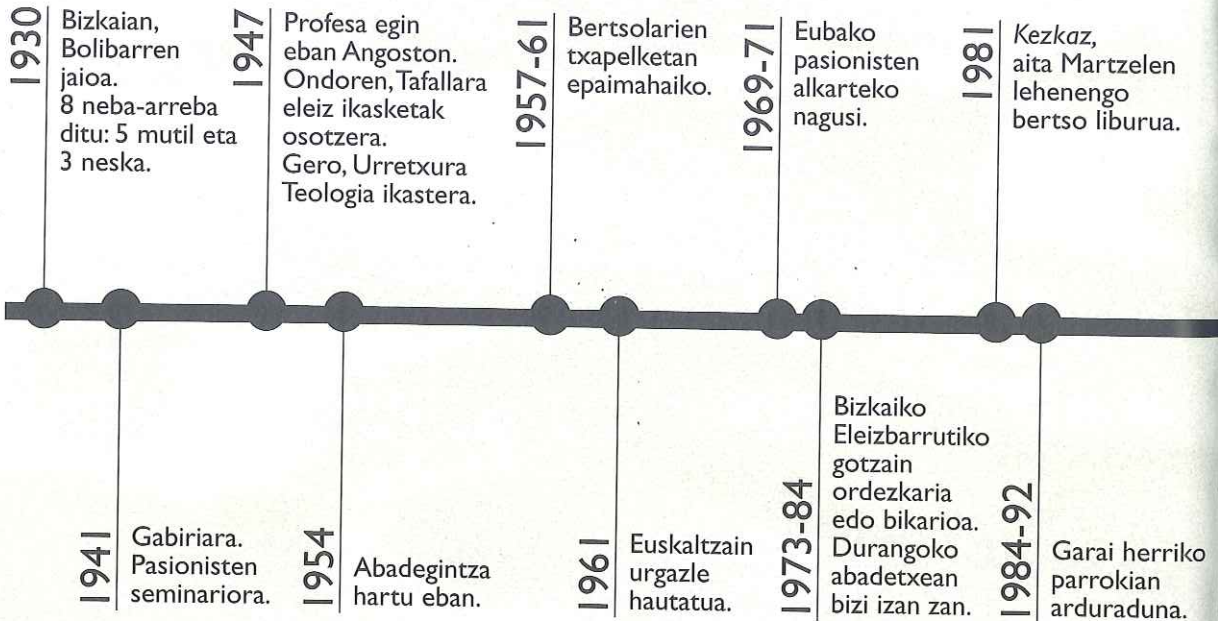 1930
Bizkaian,
Bolibarren
jaioa.
8 neba-arreba
ditu: 5 mutil eta
3 neska.
1947
Profesa egin
eban Angoston.
Ondoren, Tafallara
eleiz ikasketak
osotzera.
Gero, Urretxura
Teologia ikastera.
1957-61
Bertsolarien
txapelketan
epaimahaiko.
1969-71
Eubako
pasionisten
alkarteko
nagusi.
1981
Kezkaz,
aita Martzelen
lehenengo
bertso liburua.
1941
Gabiriara.
Pasionisten
seminariora.
1954
Abadegintza
hartu eban.
1961
Euskaltzain
urgazle
hautatua.
1973-84
Bizkaiko
Eleizbarrutiko
gotzain
ordezkaria
edo bikarioa.
Durangoko
abadetxean
bizi izan zan.
1984-92
Garai herriko
parrokian
arduraduna.